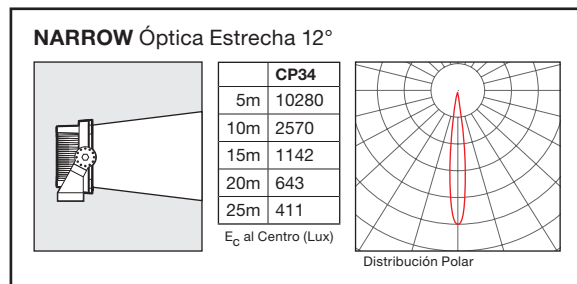 NARROW Óptica Estrecha 12°
CP34
5m 10280
10m 2570
15m 1142
20m 643
25m 411
EC al Centro (Lux)
Distribución Polar